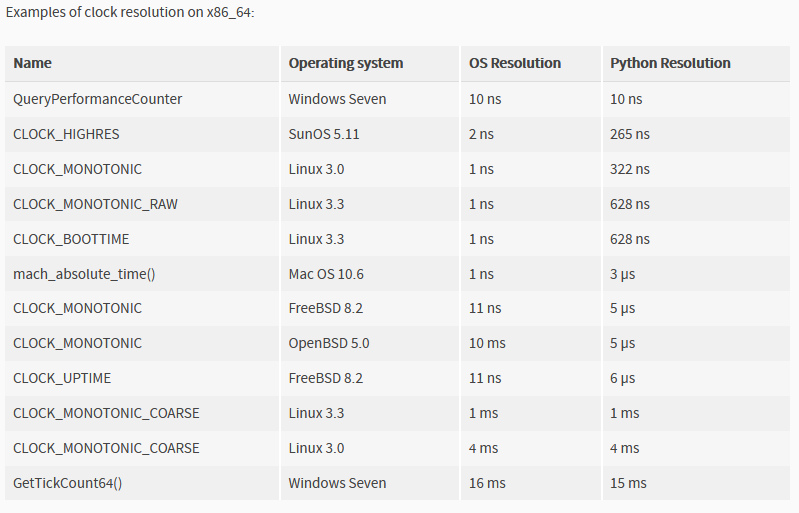 Examples of clock resolution on x86_64:
Name Operating system OS Resolution Python Resolution
QueryPerformanceCounter Windows Seven 10 ns 10 ns
CLOCK_HIGHRES SunOS 5.11 2 ns 265 ns
CLOCK_MONOTONIC Linux 3.0 1 ns 322 ns
CLOCK_MONOTONIC_RAW Linux 3.3 1 ns 628 ns
CLOCK_BOOTTIME Linux 3.3 1 ns 628 ns
mach_absolute_time() Mac OS 10.6 1 ns 3 µs
CLOCK_MONOTONIC FreeBSD 8.2 11 ns 5 µs
CLOCK_MONOTONIC OpenBSD 5.0 10 ms 5 µs
CLOCK_UPTIME FreeBSD 8.2 11 ns 6 µs
CLOCK_MONOTONIC_COARSE Linux 3.3 1 ms 1 ms
CLOCK_MONOTONIC_COARSE Linux 3.0 4 ms 4 ms
GetTickCount64() Windows Seven 16 ms 15 ms